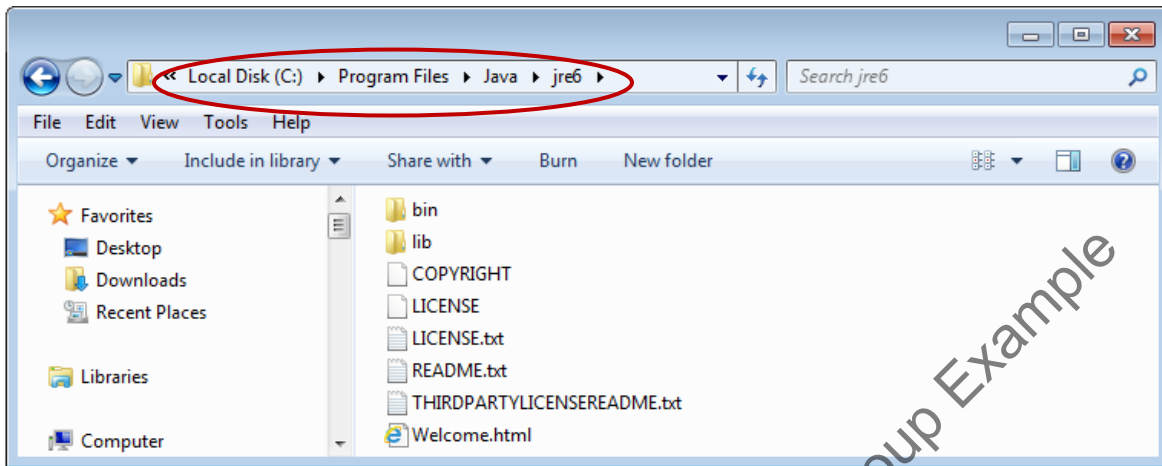 « Local Disk (C:) ▸ Program Files ▸ Java ▸ jre6 ▸
Search jre6
File Edit View Tools Help
Organize Include in library Share with Burn New folder
Favorites
Desktop
Downloads
Recent Places
Libraries
Computer
bin
lib
COPYRIGHT
LICENSE
LICENSE.txt
README.txt
THIRDPARTYLICENSEREADME.txt
Welcome.html
Example